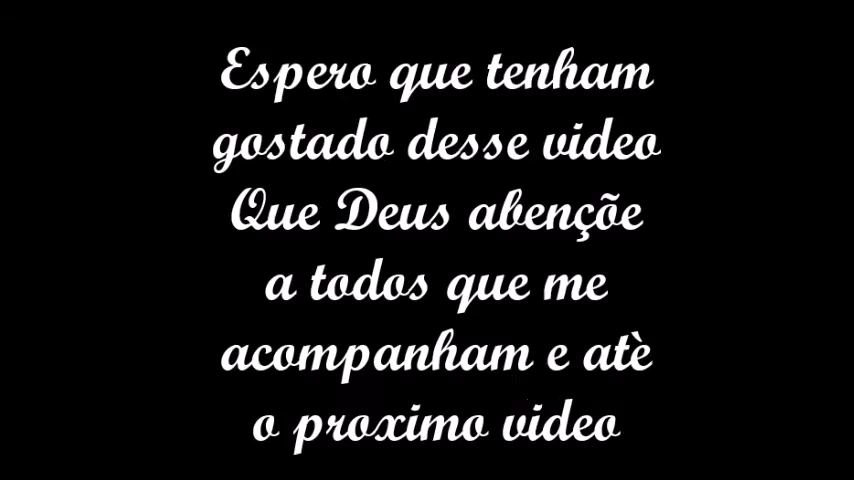 Espero que tenham
gostado desse video
Que Deus abençõe
a todos que me
acompanham e atè
o proximo video